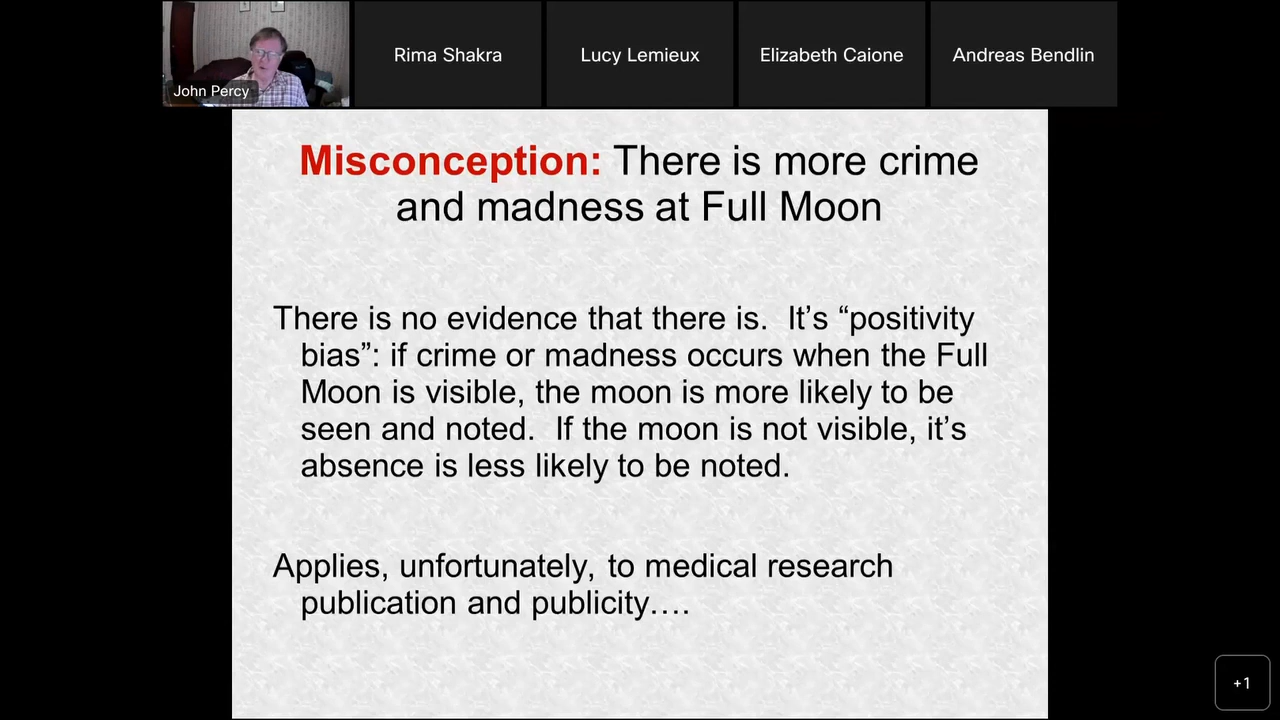 John Percy
Rima Shakra
Lucy Lemieux
Elizabeth Caione
Andreas Bendlin
Misconception: There is more crime
and madness at Full Moon
There is no evidence that there is.  It’s “positivity
bias”: if crime or madness occurs when the Full
Moon is visible, the moon is more likely to be
seen and noted.  If the moon is not visible, it’s
absence is less likely to be noted.
Applies, unfortunately, to medical research
publication and publicity….
+1